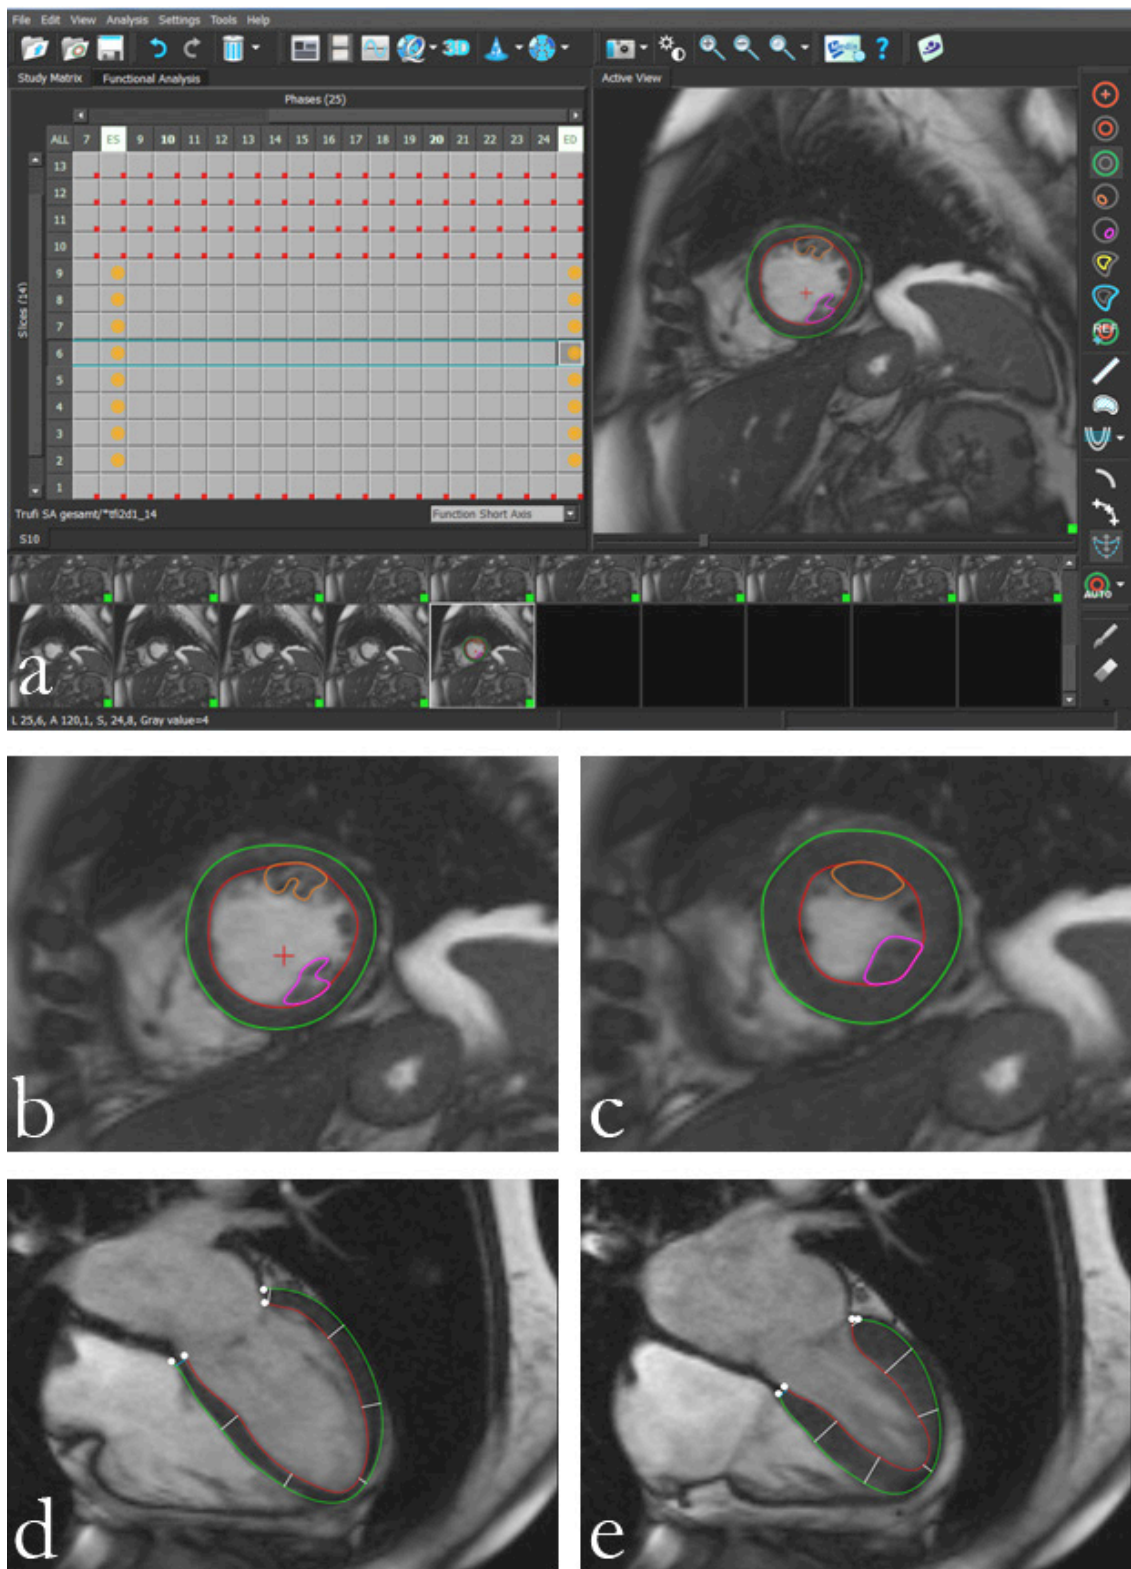 File Edit View Analysis Settings Tools Help
3D
?
Study Matrix Functional Analysis
Active View
Phases (25)
ALL 7 ES 9 10 11 12 13 14 15 16 17 18 19 20 21 22 23 24 ED
13
12
11
10
9
8
7
6
5
4
3
2
1
Slices (14)
REF
AUTO
Trufi SA gesamt/*tfi2d1_14 Function Short Axis
S10
a
L 25,6, A 120,1, S, 24,8, Gray value=4
b
c
d
e